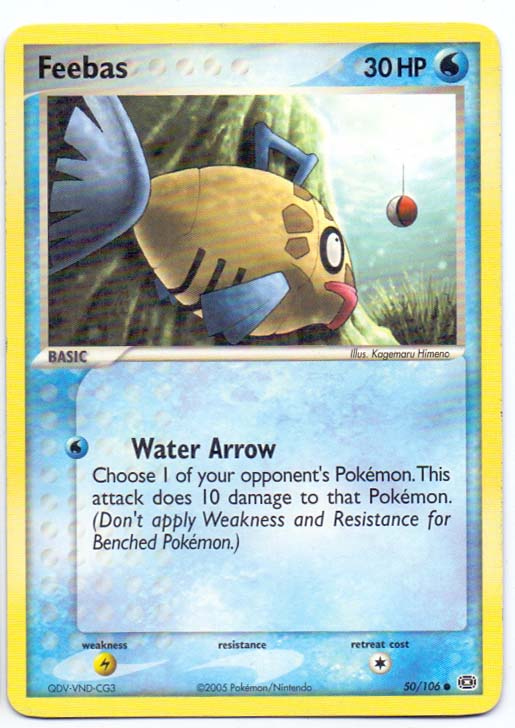 Feebas
30 HP
BASIC
Illus. Kagemaru Himeno
Water Arrow
Choose 1 of your opponent's Pokémon. This
attack does 10 damage to that Pokémon.
(Don't apply Weakness and Resistance for
Benched Pokémon.)
weakness resistance retreat cost
QDV-VND-CG3 ©2005 Pokémon/Nintendo 50/106